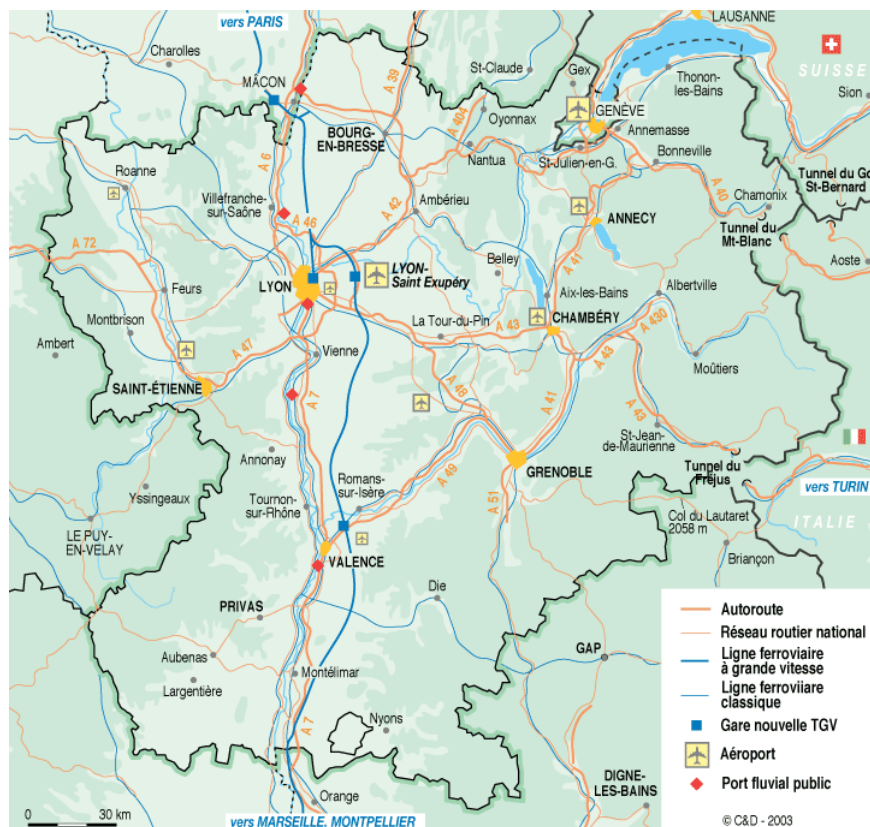 vers PARIS
LAUSANNE
Charolles
A 39
St-Claude
Gex
Thonon-
les-Bains
SUISSE
Sion
MÂCON
Oyonnax
GENÈVE
A 404
BOURG-
EN-BRESSE
Annemasse
Nantua
St-Julien-en-G.
Bonneville
Roanne
A 6
Tunnel du Gd
St-Bernard
Villefranche-
sur-Saône
Ambérieu
A 42
A 40
Chamonix
A 46
ANNECY
Tunnel du
Mt-Blanc
A 72
A 41
Aoste
Belley
LYON-
Saint Exupéry
LYON
Feurs
Albertville
Aix-les-Bains
Montbrison
La Tour-du-Pin
A 43
CHAMBÉRY
A 430
Ambert
A 47
Vienne
A 43
Moûtiers
SAINT-ÉTIENNE
A 7
A 48
A 41
A 43
St-Jean-
de-Maurienne
Annonay
GRENOBLE
Tunnel du
Fréjus
Romans-
sur-Isère
A 49
vers TURIN
Yssingeaux
Tournon-
sur-Rhône
A 51
Col du Lautaret
2058 m
ITALIE
LE PUY-
EN-VELAY
Briançon
VALENCE
Die
PRIVAS
Aubenas
Montélimar
GAP
Largentière
A 7
Nyons
DIGNE-
LES-BAINS
Orange
0 30 km
vers MARSEILLE, MONTPELLIER
Autoroute
Réseau routier national
Ligne ferroviaire
à grande vitesse
Ligne ferroviiare
classique
Gare nouvelle TGV
Aéroport
Port fluvial public
© C&D - 2003